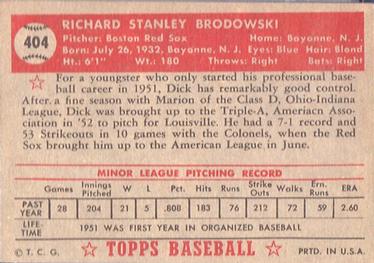 404
RICHARD STANLEY BRODOWSKI
Pitcher: Boston Red Sox Home: Bayonne, N. J.
Born: July 26, 1932, Bayonne, N. J. Eyes: Blue Hair: Blond
Ht.: 6'1" Wt.: 180 Throws: Right Bats: Right
For a youngster who only started his professional base-
ball career in 1951, Dick has remarkably good control.
After a fine season with Marion of the Class D, Ohio-Indiana
League, Dick was brought up to the Triple-A, Ameriacn Asso-
ciation in '52 to pitch for Louisville. He had a 7-1 record and
53 Strikeouts in 10 games with the Colonels, when the Red
Sox brought him up to the American League in June.
MINOR LEAGUE PITCHING RECORD
Games Innings Pitched W L Pct. Hits Runs Strike Outs Walks Ern. Runs ERA
PAST YEAR 28 204 21 5 .808 183 76 212 72 59 2.60
LIFE-TIME 1951 WAS FIRST YEAR IN ORGANIZED BASEBALL
© T. C. G. TOPPS BASEBALL PRTD. IN U.S.A.